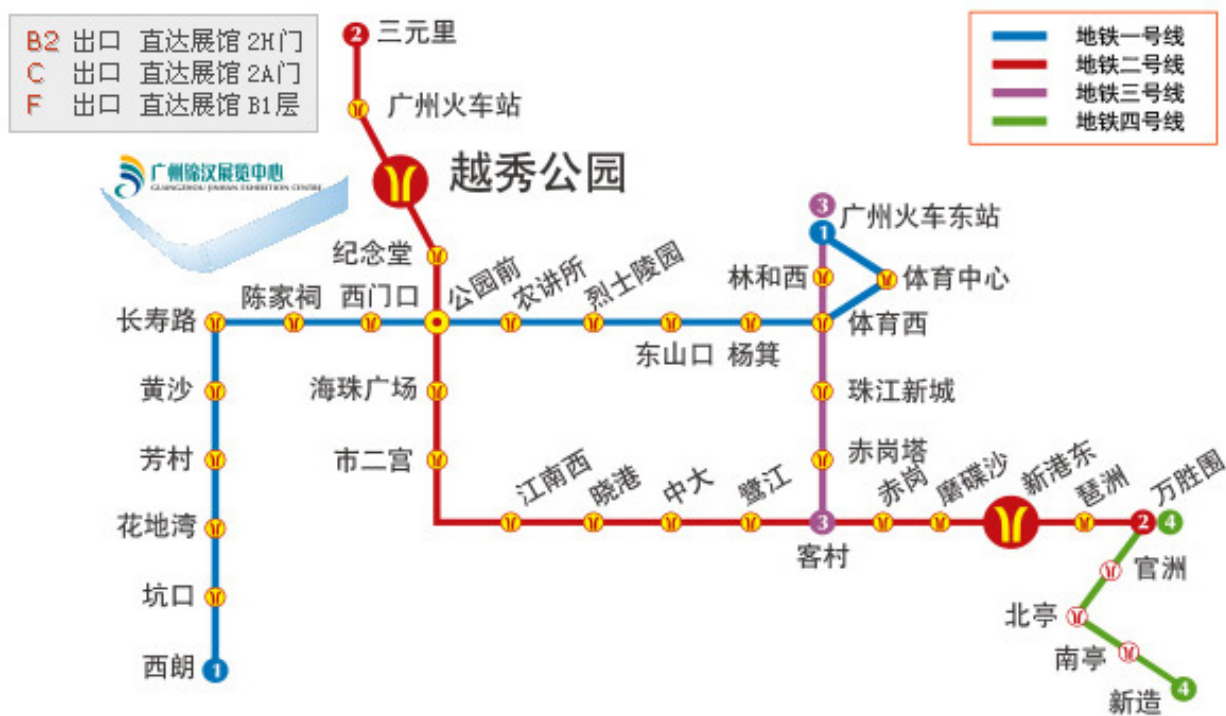 B2 出口 直达展馆 2H门
C 出口 直达展馆 2A门
F 出口 直达展馆 B1层
广州锦汉展览中心
GUANGZHOU JINHAN EXHIBITION CENTRE
地铁一号线
地铁二号线
地铁三号线
地铁四号线
2 三元里
广州火车站
越秀公园
纪念堂
3
广州火车东站
1
林和西
体育中心
长寿路
陈家祠
西门口
公园前
农讲所
烈士陵园
东山口
杨箕
体育西
黄沙
海珠广场
珠江新城
芳村
市二宫
赤岗塔
江南西
晓港
中大
鹭江
3
客村
赤岗
磨碟沙
新港东
琶洲
万胜围
2 4
花地湾
官洲
坑口
北亭
南亭
西朗 1
新造 4